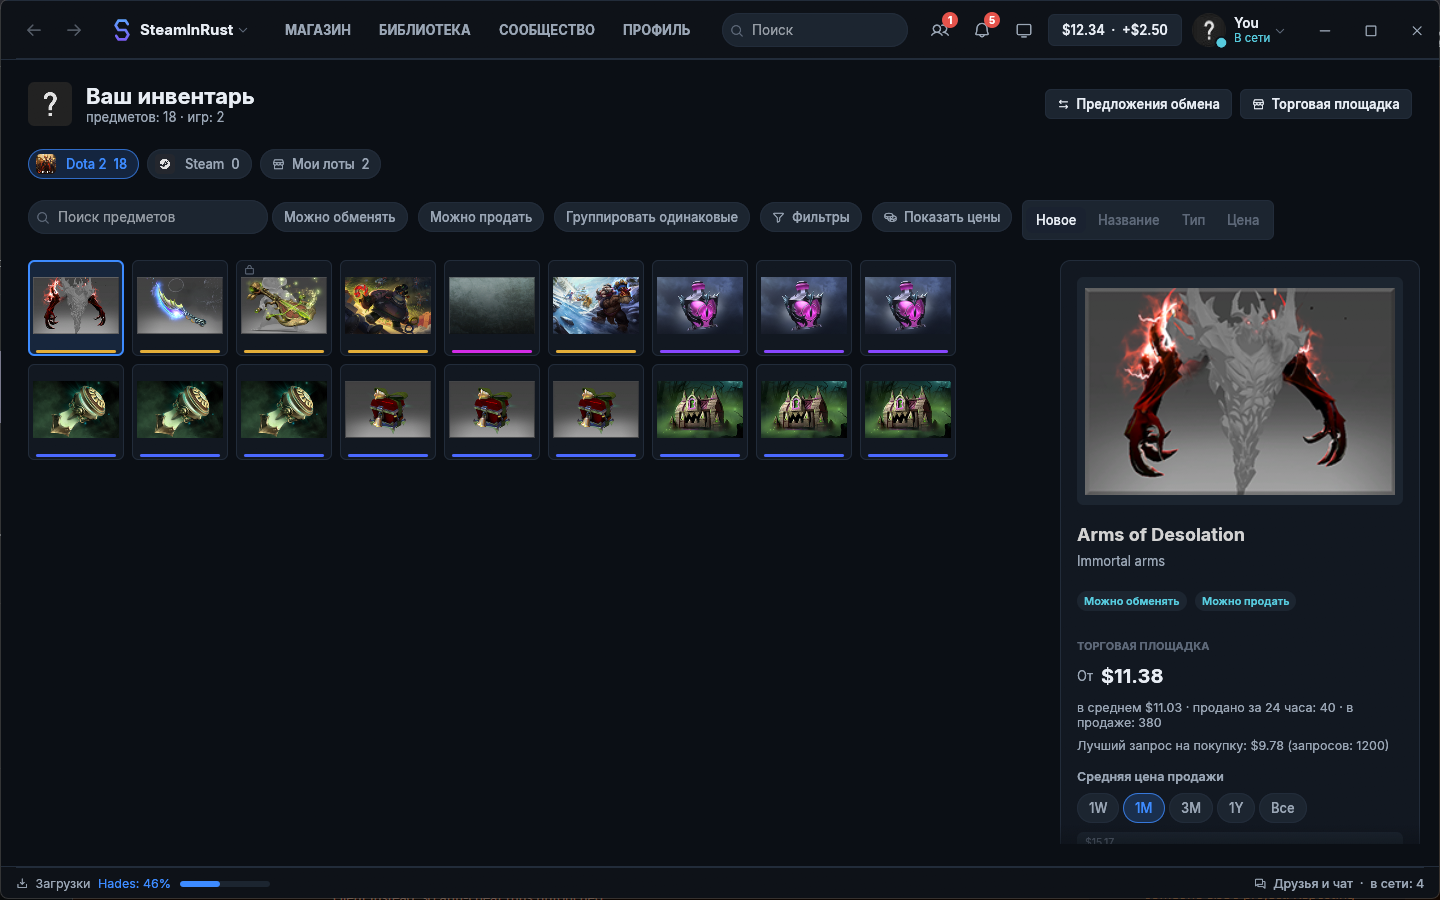 SteamInRust
МАГАЗИН
БИБЛИОТЕКА
СООБЩЕСТВО
ПРОФИЛЬ
Поиск
1
5
$12.34 · +$2.50
?
You
В сети
?
Ваш инвентарь
предметов: 18 · игр: 2
Предложения обмена
Торговая площадка
Dota 2 18
Steam 0
Мои лоты 2
Поиск предметов
Можно обменять
Можно продать
Группировать одинаковые
Фильтры
Показать цены
Новое
Название
Тип
Цена
Arms of Desolation
Immortal arms
Можно обменять
Можно продать
ТОРГОВАЯ ПЛОЩАДКА
От $11.38
в среднем $11.03 · продано за 24 часа: 40 · в
продаже: 380
Лучший запрос на покупку: $9.78 (запросов: 1200)
Средняя цена продажи
1W
1M
3M
1Y
Все
$15.17
Загрузки
Hades: 46%
Друзья и чат · в сети: 4